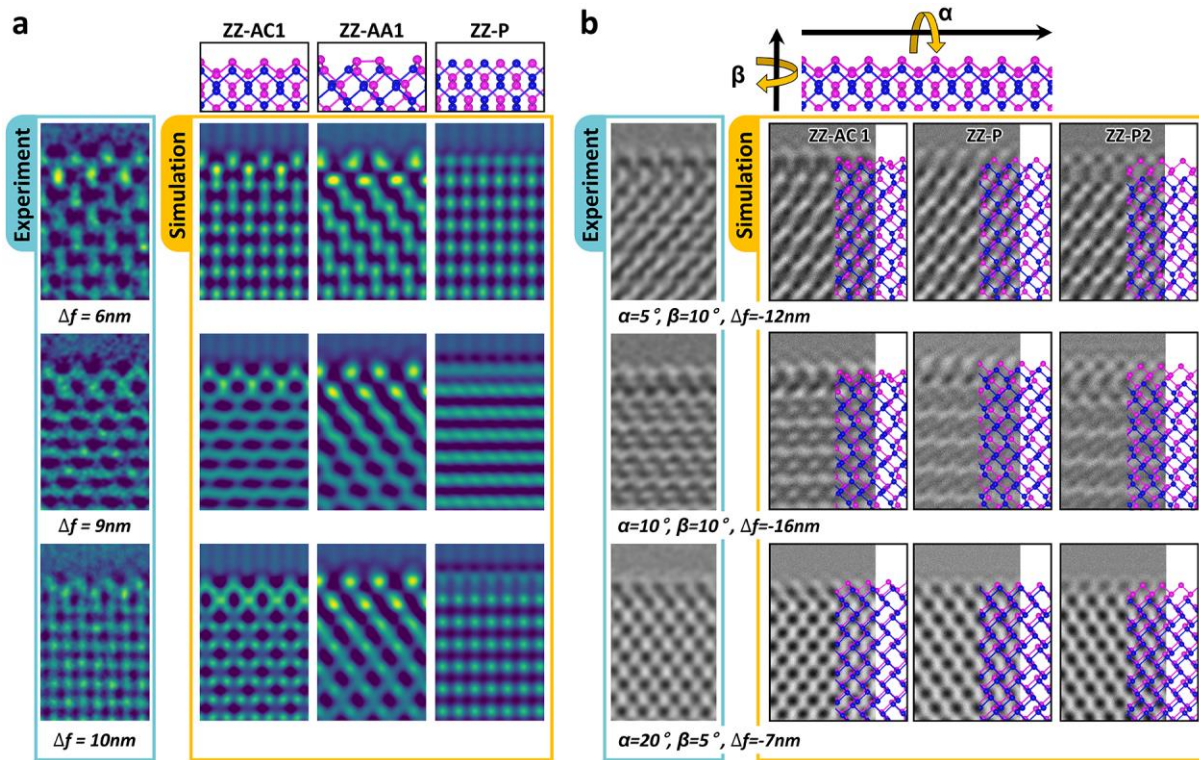 a
ZZ-AC1 ZZ-AA1 ZZ-P
Experiment
Simulation
Δf = 6nm
Δf = 9nm
Δf = 10nm
b
α
β
Experiment
Simulation
ZZ-AC 1 ZZ-P ZZ-P2
α=5°, β=10°, Δf=-12nm
α=10°, β=10°, Δf=-16nm
α=20°, β=5°, Δf=-7nm